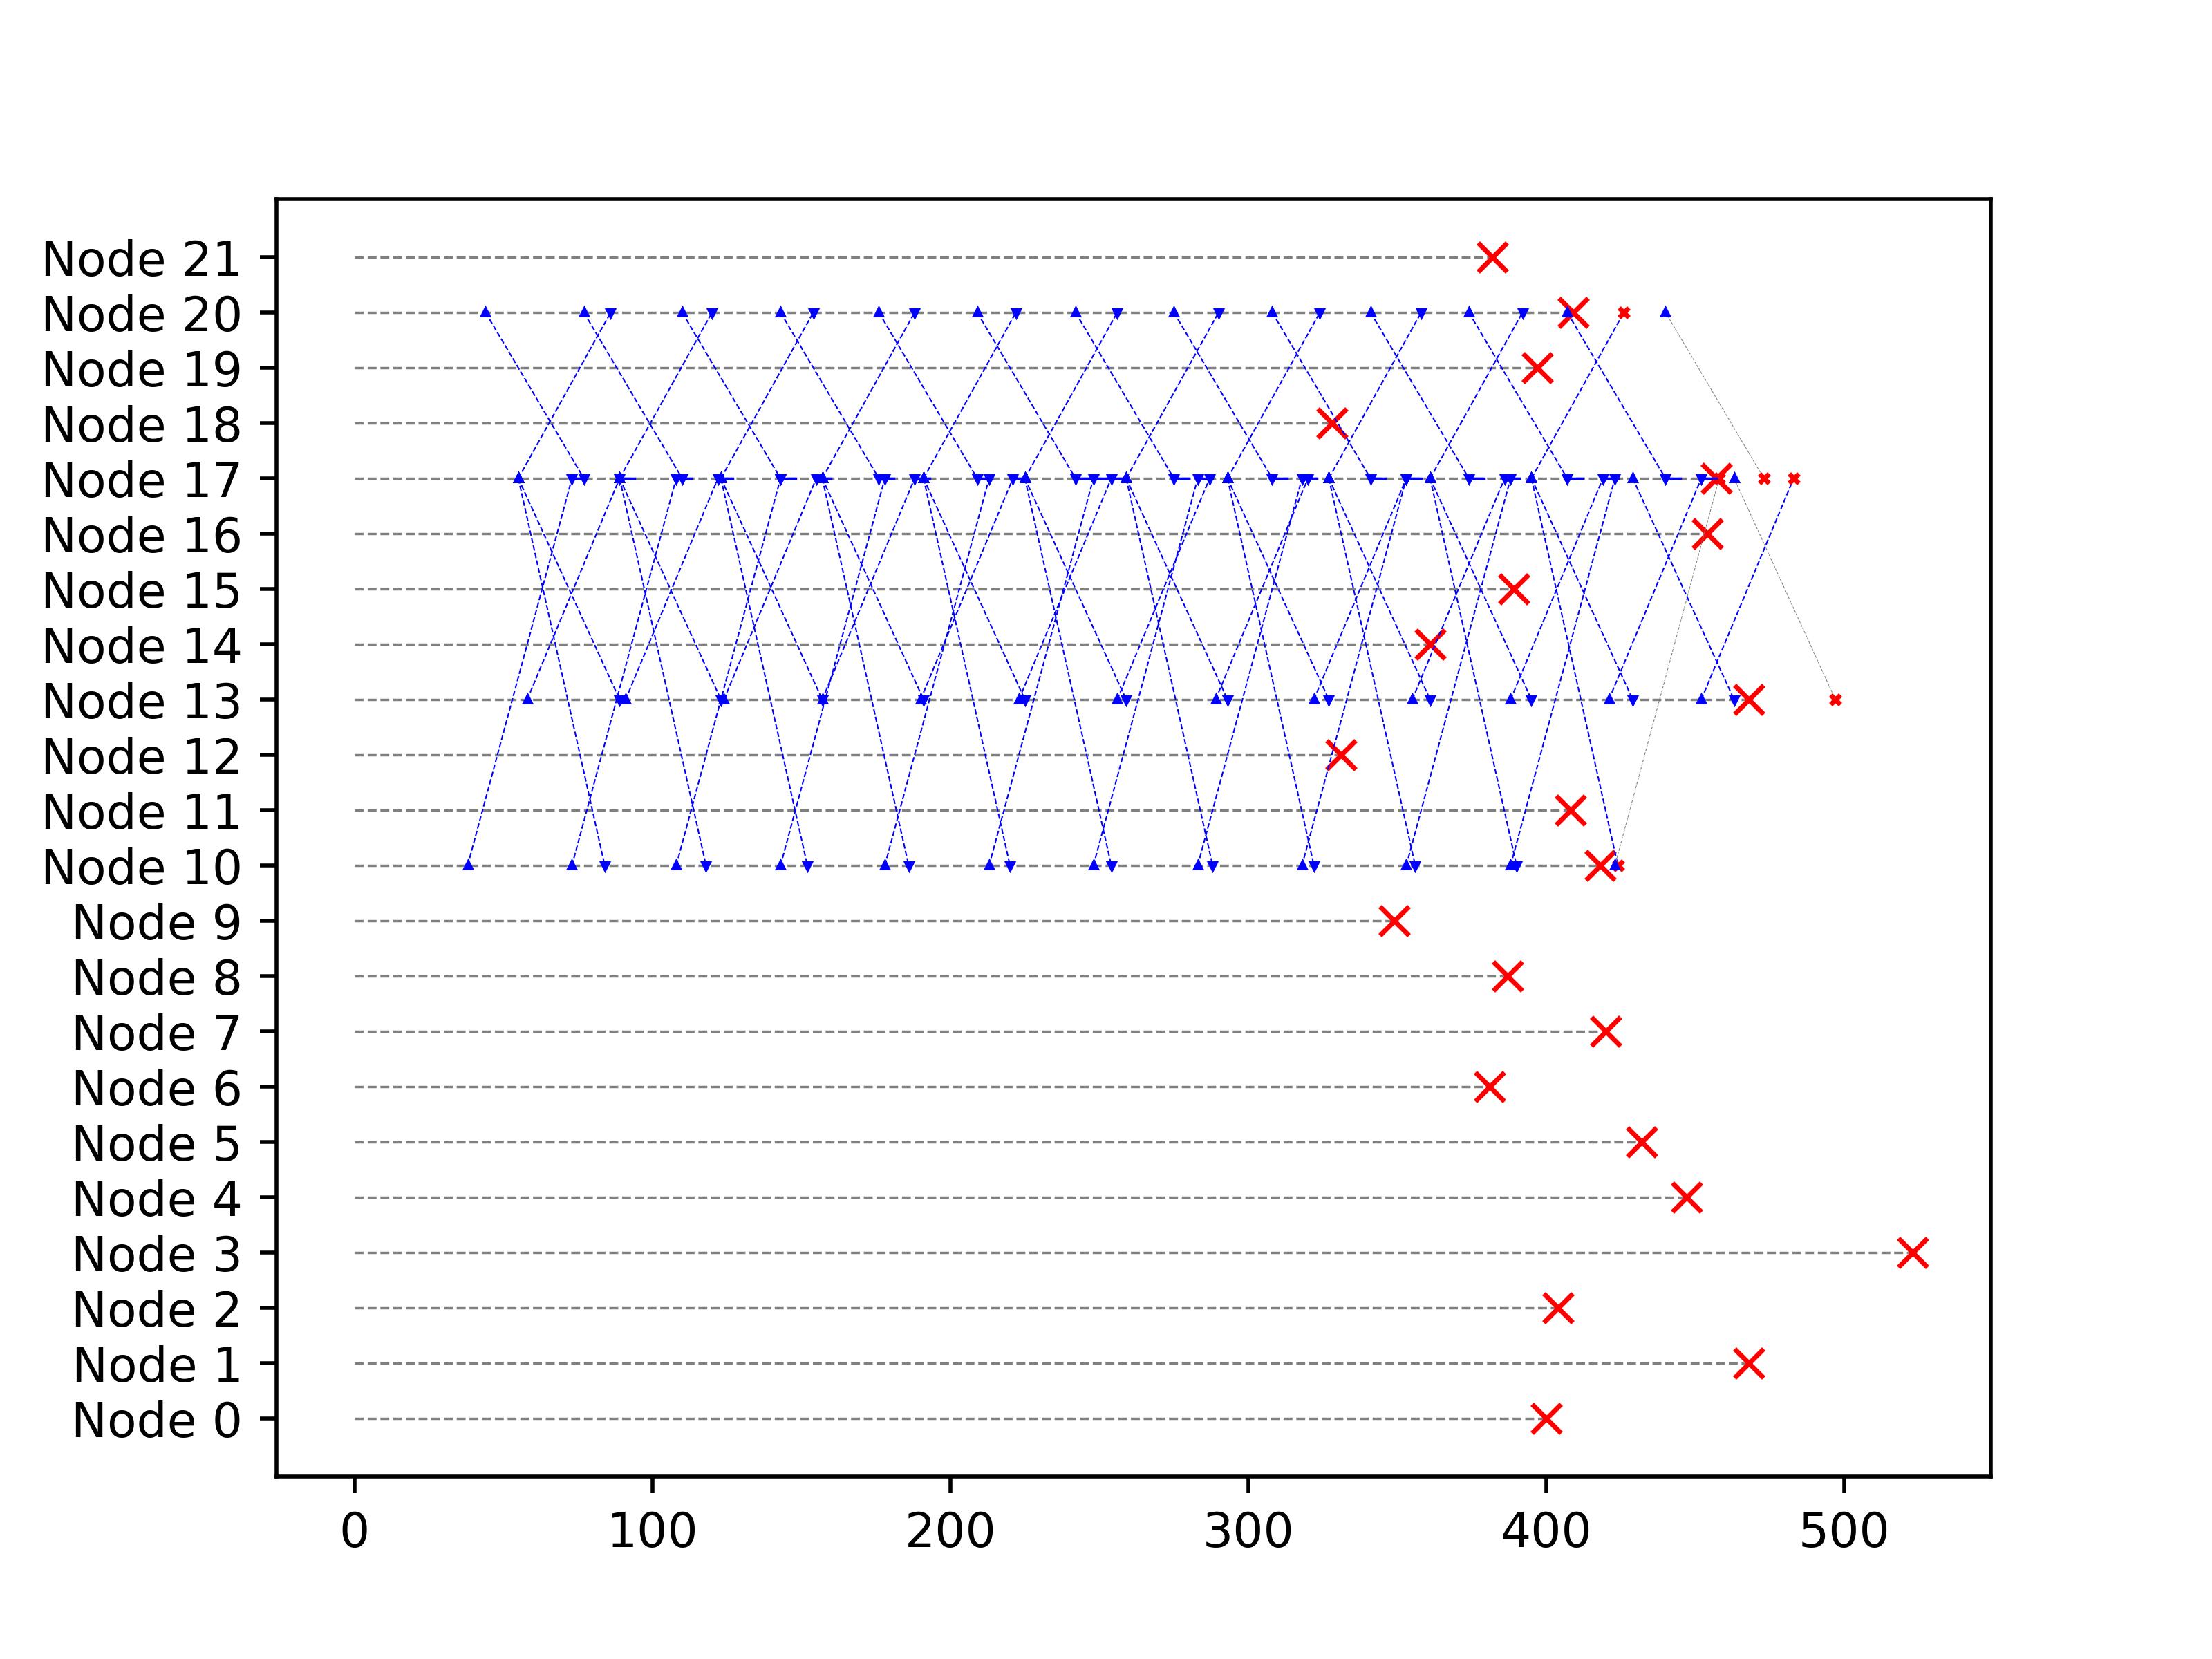 Node 21
Node 20
Node 19
Node 18
Node 17
Node 16
Node 15
Node 14
Node 13
Node 12
Node 11
Node 10
Node 9
Node 8
Node 7
Node 6
Node 5
Node 4
Node 3
Node 2
Node 1
Node 0
0 100 200 300 400 500